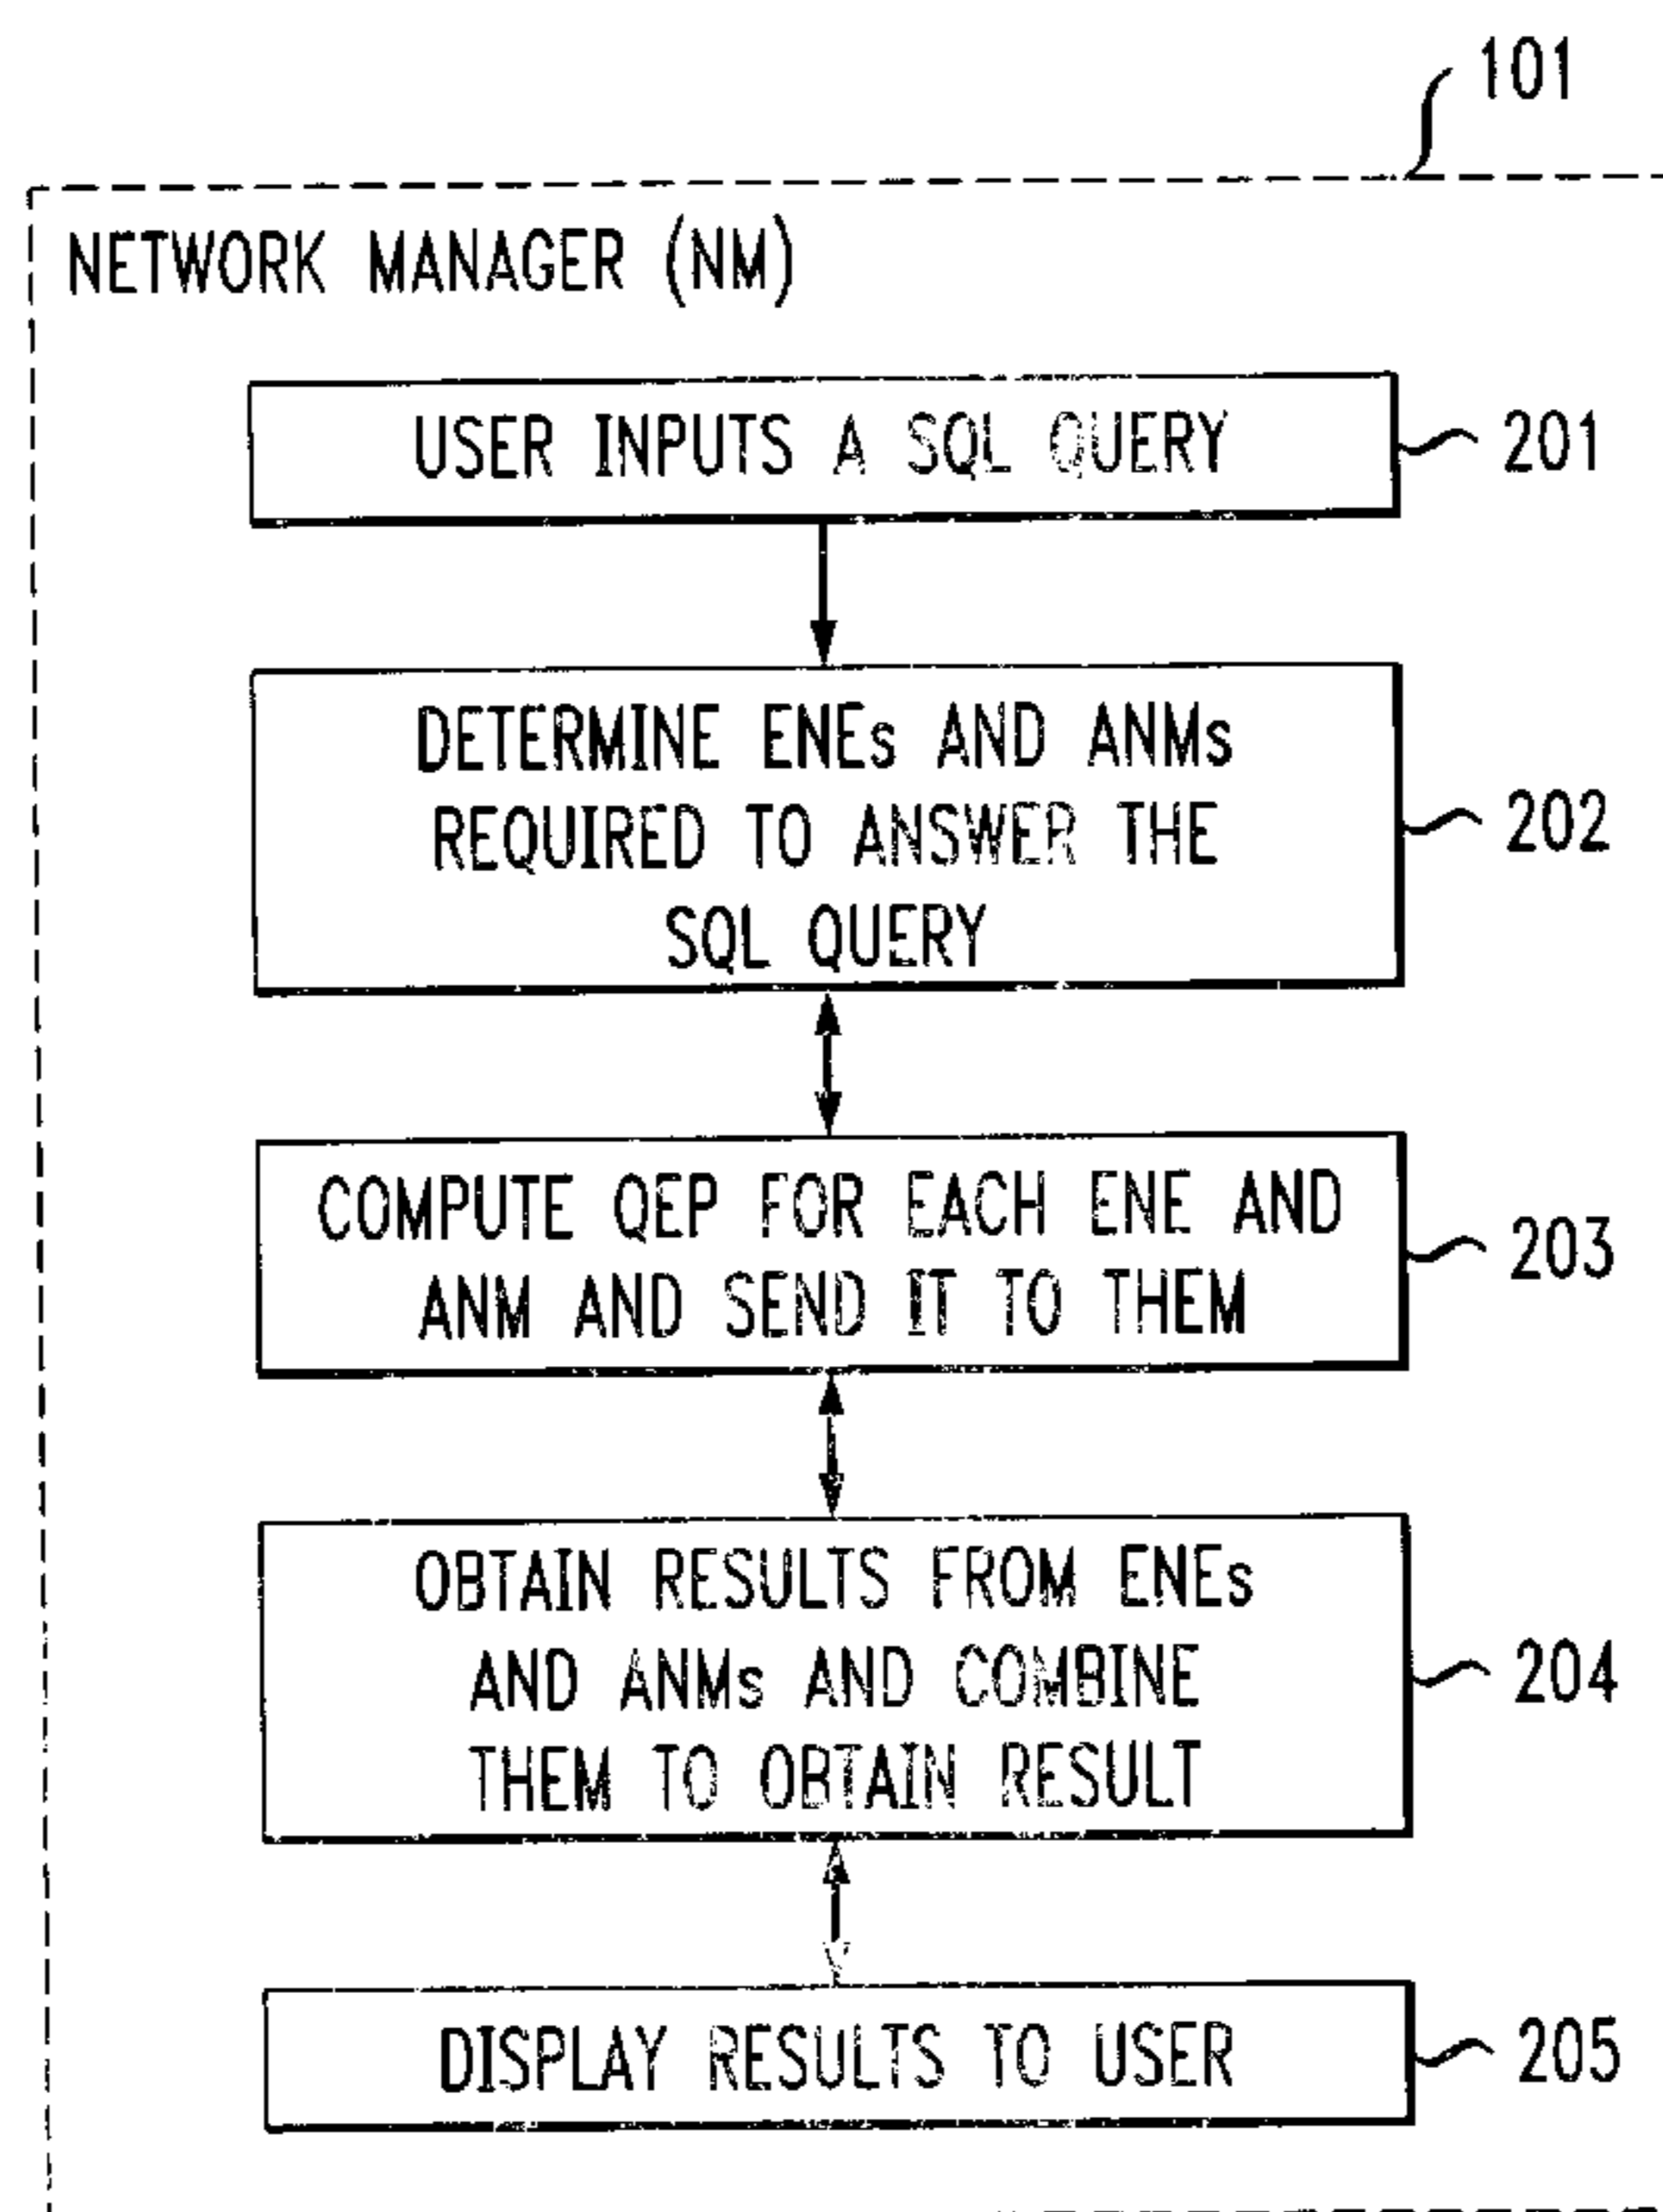 101
NETWORK MANAGER (NM)
USER INPUTS A SQL QUERY
201
DETERMINE ENEs AND ANMs
REQUIRED TO ANSWER THE
SQL QUERY
202
COMPUTE QEP FOR EACH ENE AND
ANM AND SEND IT TO THEM
203
OBTAIN RESULTS FROM ENEs
AND ANMs AND COMBINE
THEM TO OBTAIN RESULT
204
DISPLAY RESULTS TO USER
205